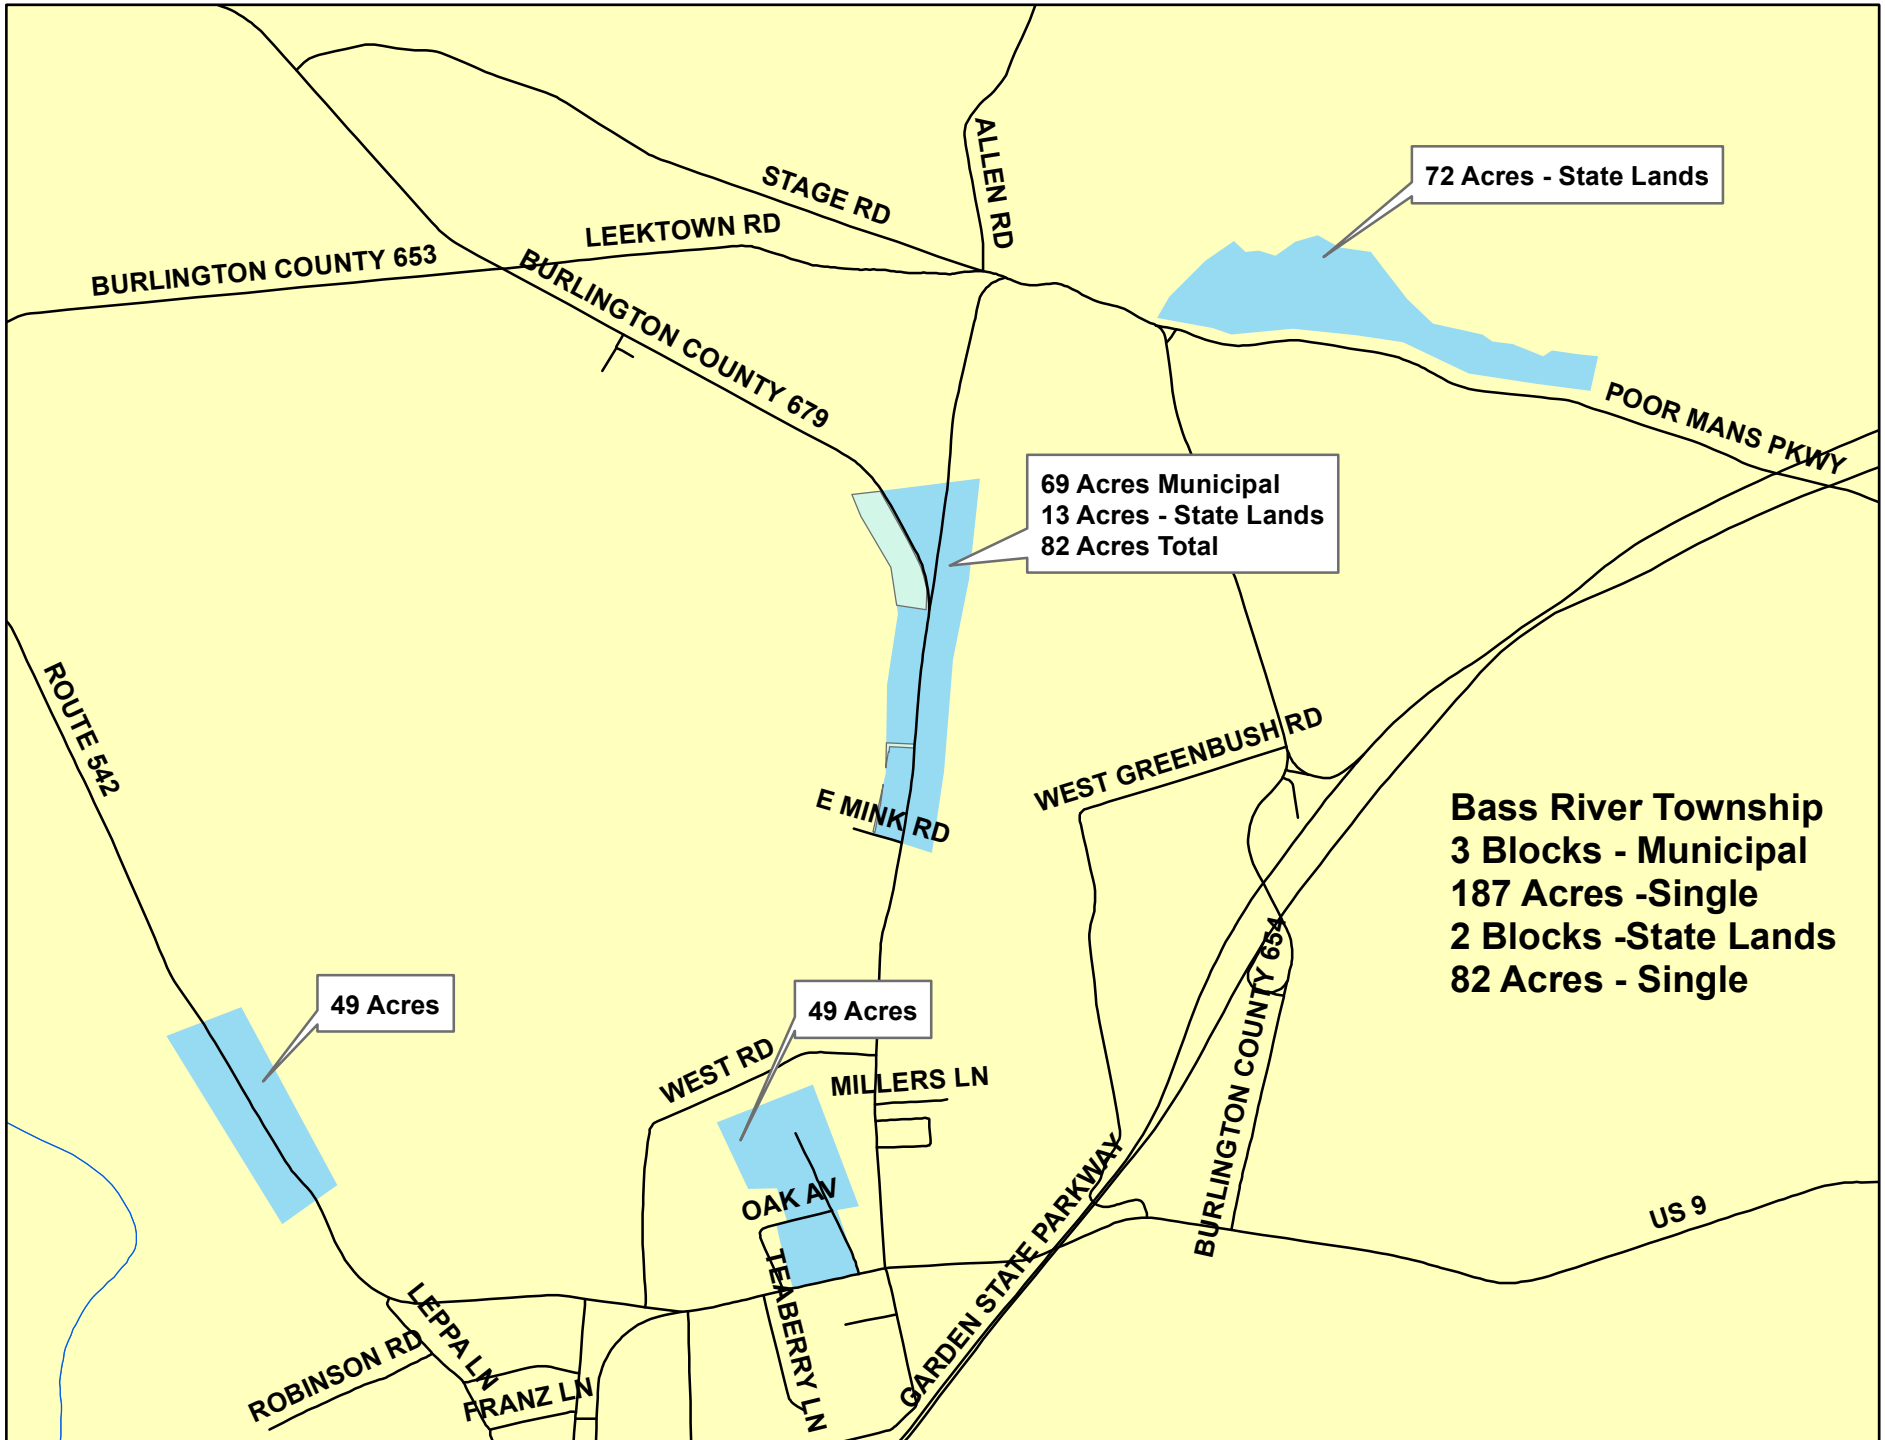 ALLEN RD
STAGE RD
72 Acres - State Lands
LEEKTOWN RD
BURLINGTON COUNTY 653
BURLINGTON COUNTY 679
POOR MANS PKWY
69 Acres Municipal
13 Acres - State Lands
82 Acres Total
ROUTE 542
WEST GREENBUSH RD
E MINK RD
Bass River Township
3 Blocks - Municipal
187 Acres -Single
2 Blocks -State Lands
82 Acres - Single
49 Acres
49 Acres
BURLINGTON COUNTY 654
WEST RD
MILLERS LN
OAK AV
US 9
GARDEN STATE PARKWAY
TEABERRY LN
LEPPA LN
ROBINSON RD
FRANZ LN